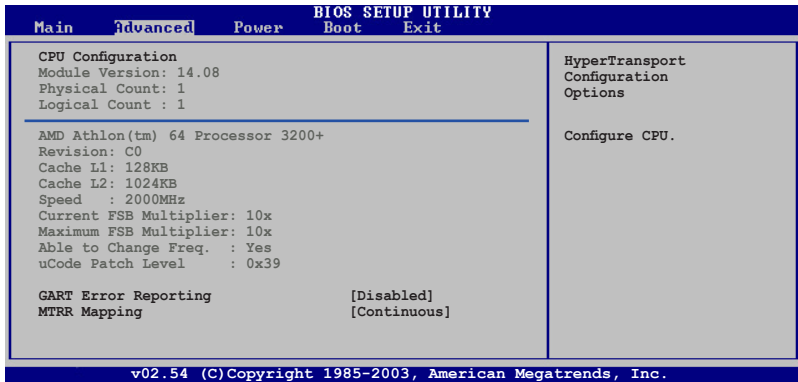 BIOS SETUP UTILITY
Main Advanced Power Boot Exit
CPU Configuration
Module Version: 14.08
Physical Count: 1
Logical Count : 1
AMD Athlon(tm) 64 Processor 3200+
Revision: C0
Cache L1: 128KB
Cache L2: 1024KB
Speed : 2000MHz
Current FSB Multiplier: 10x
Maximum FSB Multiplier: 10x
Able to Change Freq. : Yes
uCode Patch Level : 0x39
GART Error Reporting [Disabled]
MTRR Mapping [Continuous]
HyperTransport
Configuration
Options
Configure CPU.
v02.54 (C)Copyright 1985-2003, American Megatrends, Inc.